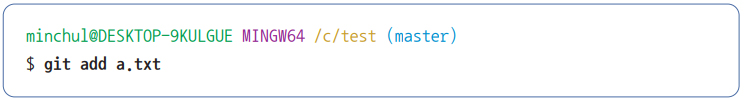 minchul@DESKTOP-9KULGUE MINGW64 /c/test (master)
$ git add a.txt